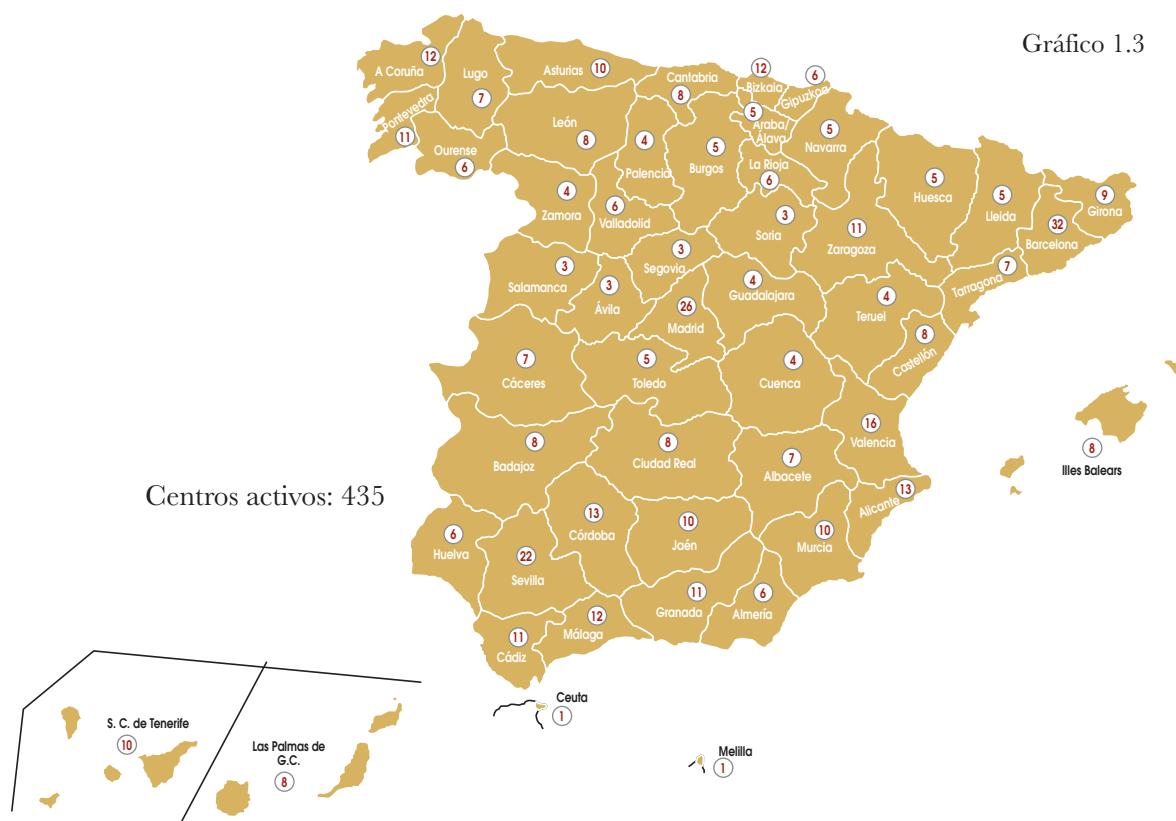 Gráfico 1.3
12
A Coruña
Lugo
7
Asturias
10
Cantabria
8
12
Bizkaia
6
Gipuzkoa
Pontevedra
11
Ourense
6
León
8
4
Palencia
5
Burgos
5
Araba/
Álava
5
Navarra
La Rioja
6
5
Huesca
5
Lleida
9
Girona
32
Barcelona
7
Tarragona
4
Zamora
6
Valladolid
3
Soria
11
Zaragoza
3
Salamanca
3
Ávila
3
Segovia
26
Madrid
4
Guadalajara
4
Teruel
8
Castellón
7
Cáceres
5
Toledo
4
Cuenca
16
Valencia
8
Illes Balears
8
Badajoz
8
Ciudad Real
7
Albacete
13
Alicante
Centros activos: 435
6
Huelva
22
Sevilla
13
Córdoba
10
Jaén
10
Murcia
11
Granada
6
Almería
12
Málaga
11
Cádiz
Ceuta
1
Melilla
1
S. C. de Tenerife
10
Las Palmas de
G.C.
8